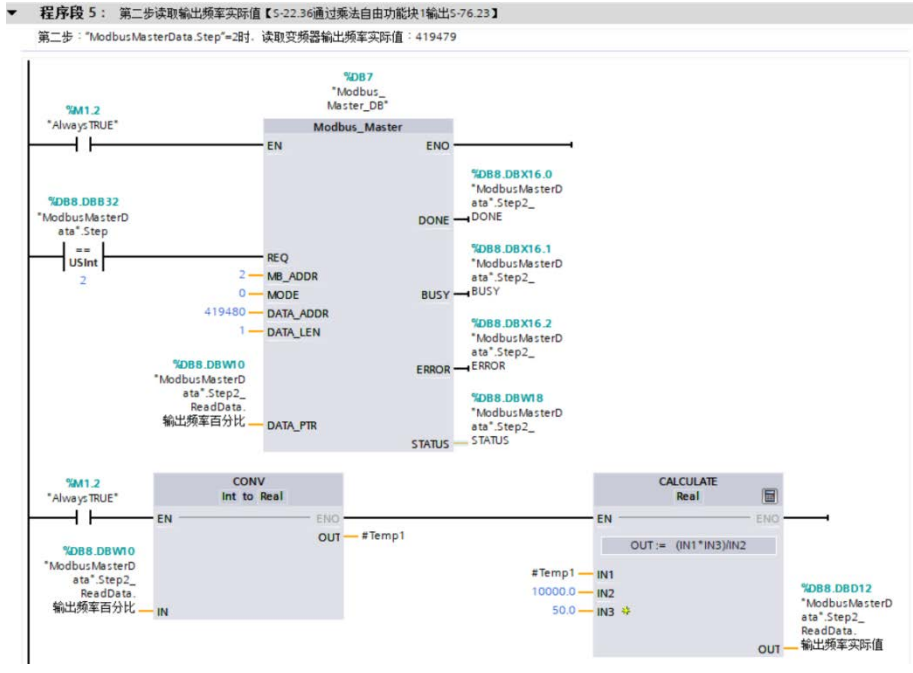 程序段 5： 第二步读取输出频率实际值【S-22.36通过乘法自由功能块1输出S-76.23】
第二步："ModbusMasterData.Step"=2时，读取变频器输出频率实际值：419479
%DB7
"Modbus_
Master_DB"
%M1.2
"AlwaysTRUE"
Modbus_Master
EN
ENO
%DB8.DBX16.0
"ModbusMasterD
ata".Step2_
DONE
DONE
%DB8.DBB32
"ModbusMasterD
ata".Step
==
USInt
2
REQ
%DB8.DBX16.1
"ModbusMasterD
ata".Step2_
BUSY
BUSY
2
MB_ADDR
0
MODE
419480
DATA_ADDR
1
DATA_LEN
%DB8.DBX16.2
"ModbusMasterD
ata".Step2_
ERROR
ERROR
%DB8.DBW10
"ModbusMasterD
ata".Step2_
ReadData.
输出频率百分比
DATA_PTR
%DB8.DBW18
"ModbusMasterD
ata".Step2_
STATUS
STATUS
%M1.2
"AlwaysTRUE"
CONV
Int to Real
EN
ENO
OUT
#Temp1
%DB8.DBW10
"ModbusMasterD
ata".Step2_
ReadData.
输出频率百分比
IN
CALCULATE
Real
EN
ENO
OUT := (IN1*IN3)/IN2
#Temp1
IN1
10000.0
IN2
50.0
IN3
%DB8.DBD12
"ModbusMasterD
ata".Step2_
ReadData.
输出频率实际值
OUT